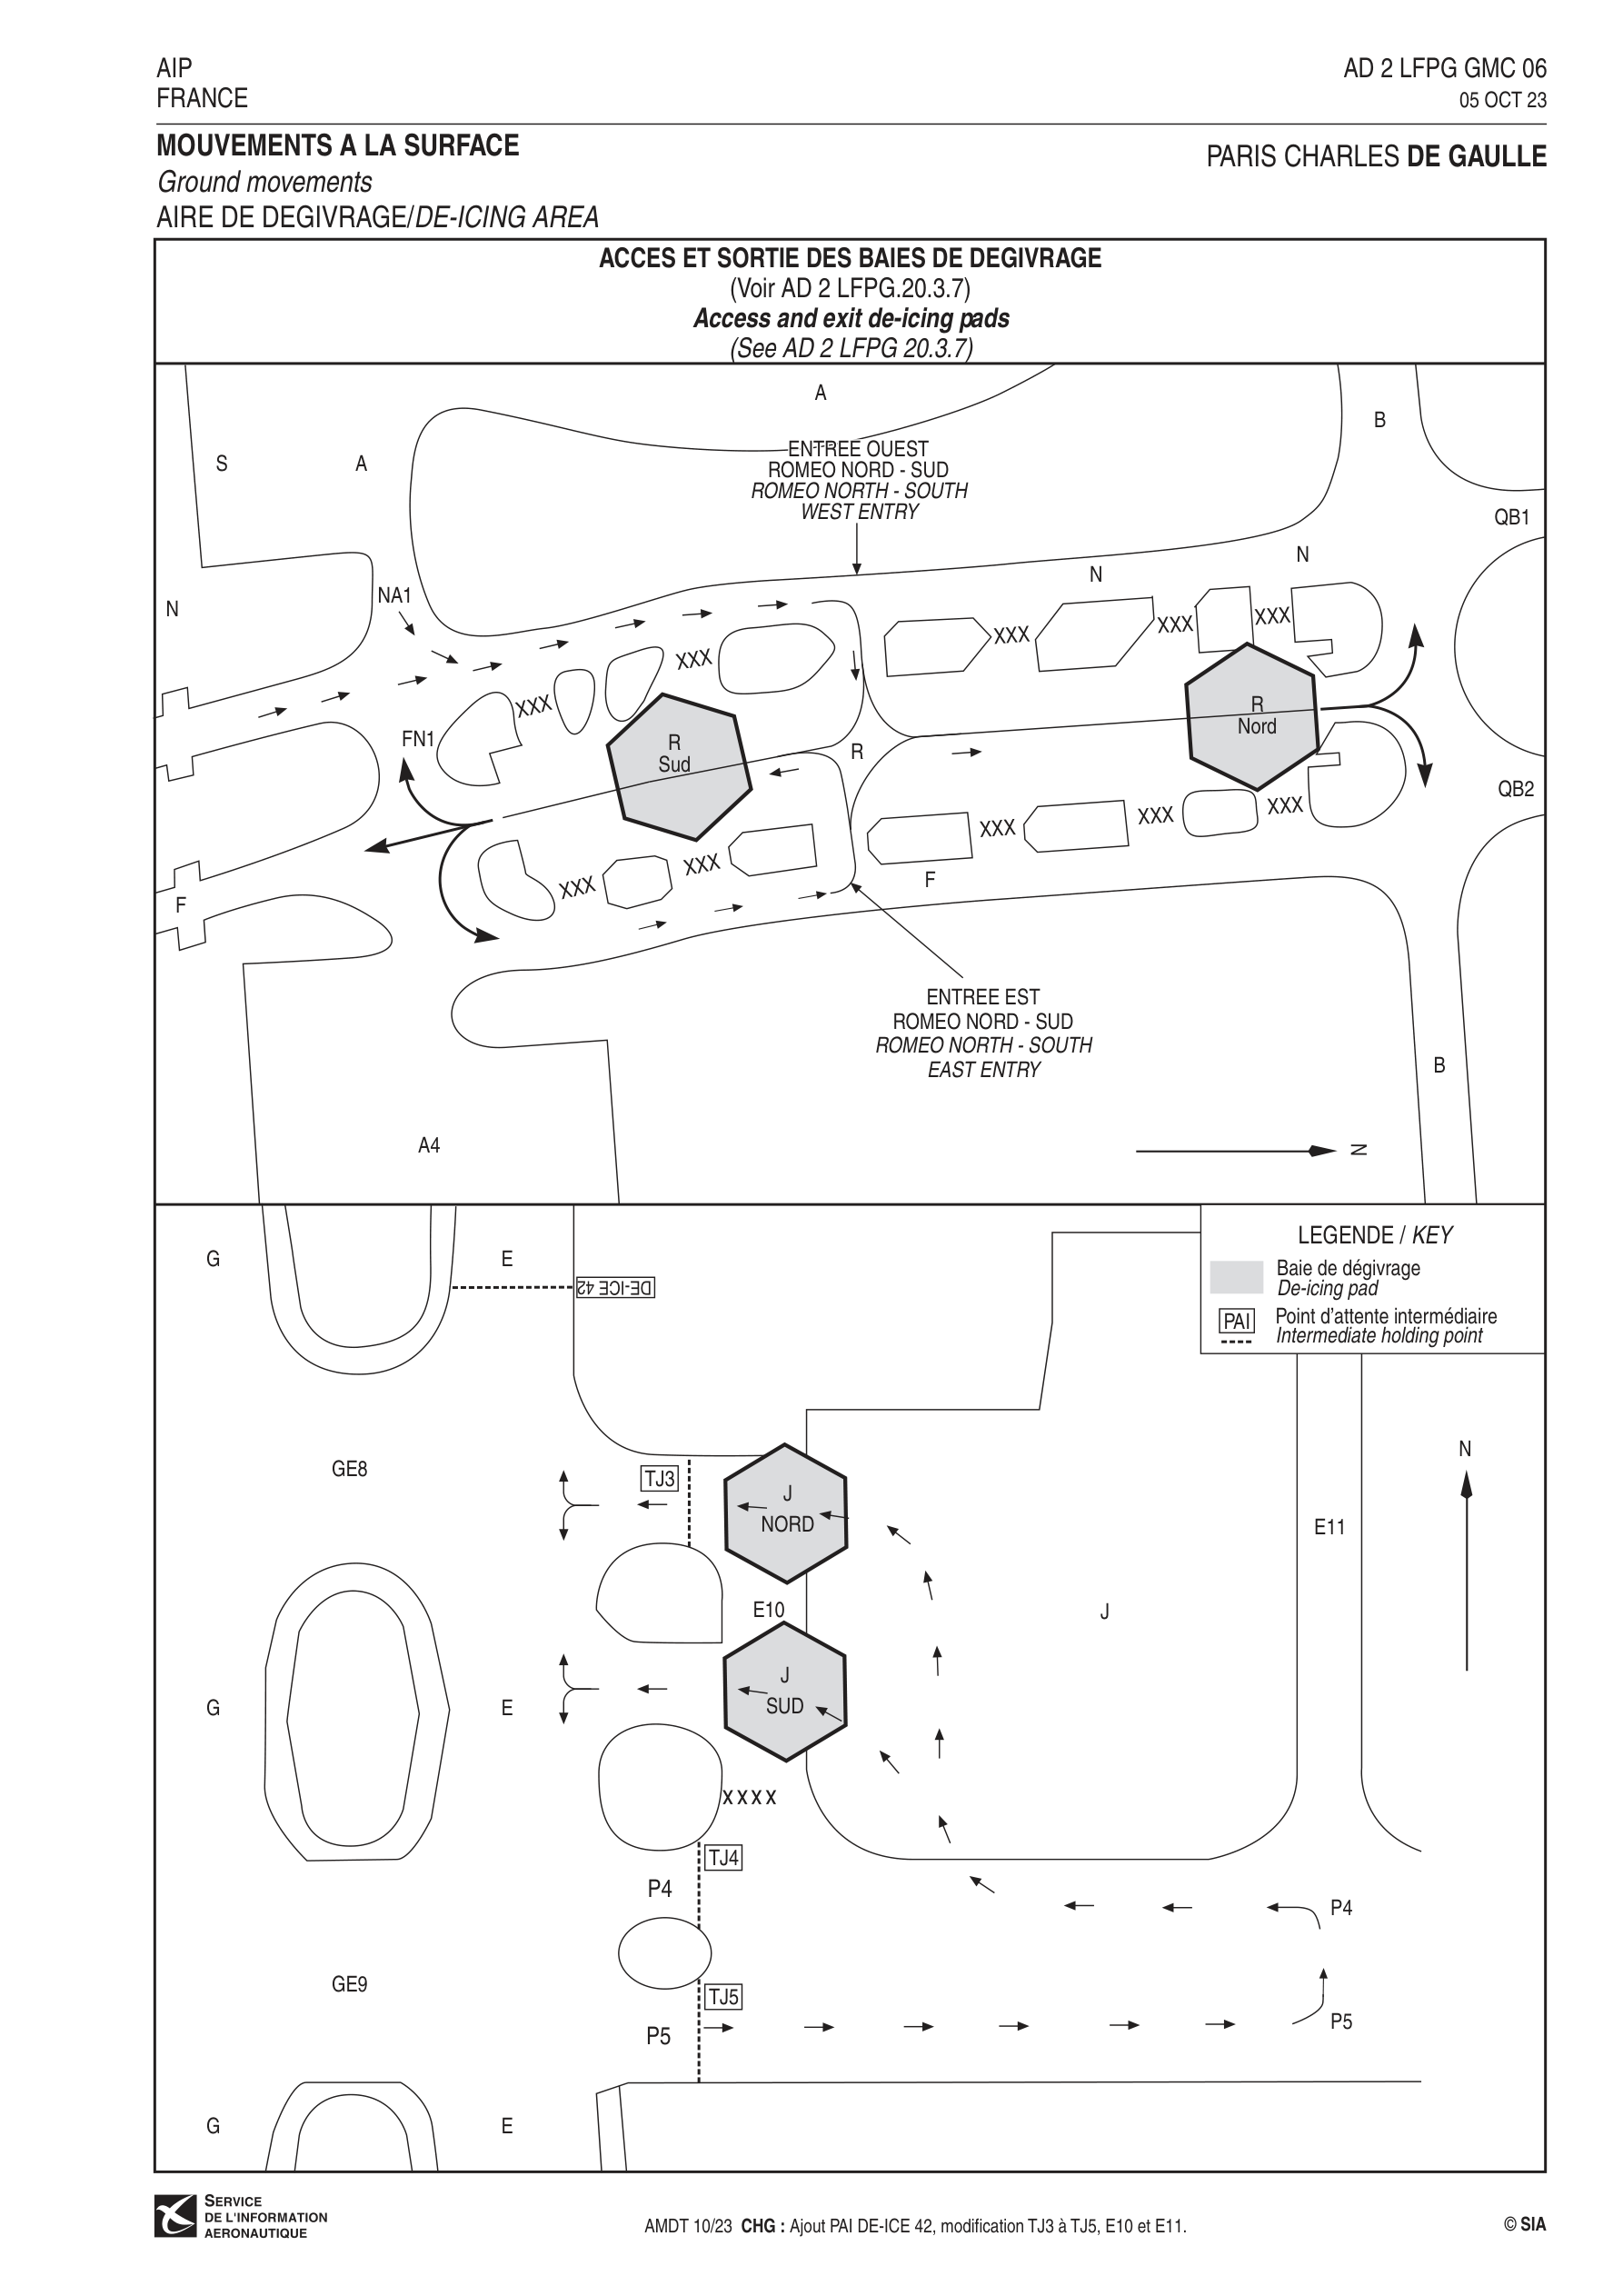 AIP
FRANCE
AD 2 LFPG GMC 06
05 OCT 23
MOUVEMENTS A LA SURFACE
Ground movements
AIRE DE DEGIVRAGE/DE-ICING AREA
PARIS CHARLES DE GAULLE
ACCES ET SORTIE DES BAIES DE DEGIVRAGE
(Voir AD 2 LFPG.20.3.7)
Access and exit de-icing pads
(See AD 2 LFPG 20.3.7)
A
B
S
A
ENTREE OUEST
ROMEO NORD - SUD
ROMEO NORTH - SOUTH
WEST ENTRY
QB1
N
N
NA1
N
XXX
XXX
XXX
XXX
XXX
R
Nord
FN1
R
Sud
R
QB2
XXX
XXX
XXX
XXX
XXX
F
F
ENTREE EST
ROMEO NORD - SUD
ROMEO NORTH - SOUTH
EAST ENTRY
B
A4
N
LEGENDE / KEY
Baie de dégivrage
De-icing pad
PAI
Point d'attente intermédiaire
Intermediate holding point
G
E
DE-ICE 42
N
GE8
TJ3
J
NORD
E11
E10
J
J
SUD
G
E
XXXX
TJ4
P4
P4
GE9
TJ5
P5
P5
G
E
SERVICE
DE L'INFORMATION
AERONAUTIQUE
AMDT 10/23 CHG : Ajout PAI DE-ICE 42, modification TJ3 à TJ5, E10 et E11.
© SIA